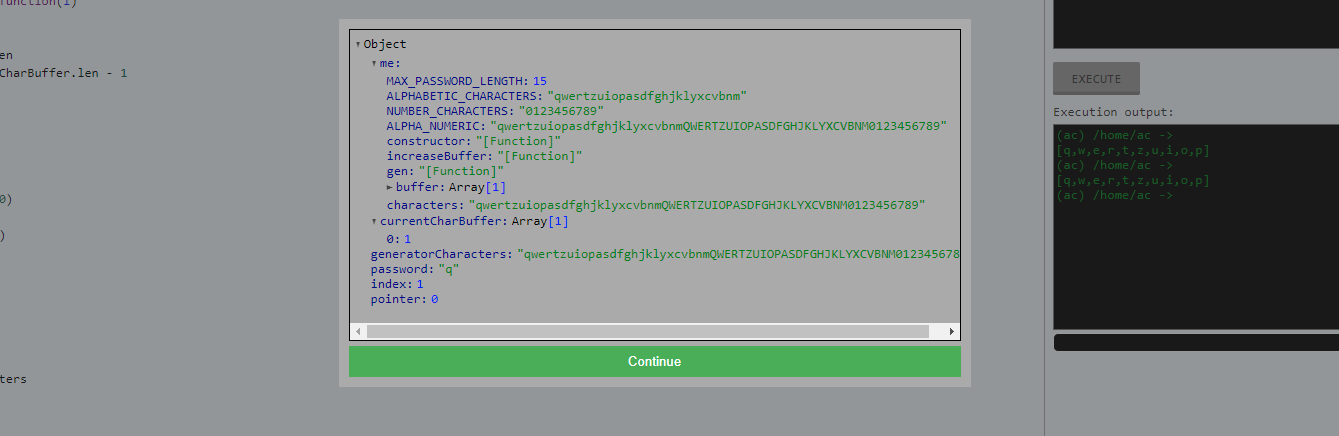 function(i)
en
CharBuffer.len - 1
0)
)
ters
Object
me:
MAX_PASSWORD_LENGTH: 15
ALPHABETIC_CHARACTERS: "qwertzuiopasdfghjklyxcvbnm"
NUMBER_CHARACTERS: "0123456789"
ALPHA_NUMERIC: "qwertzuiopasdfghjklyxcvbnmQWERTZUIOPASDFGHJKLYXCVBNM0123456789"
constructor: "[Function]"
increaseBuffer: "[Function]"
gen: "[Function]"
buffer: Array[1]
characters: "qwertzuiopasdfghjklyxcvbnmQWERTZUIOPASDFGHJKLYXCVBNM0123456789"
currentCharBuffer: Array[1]
0: 1
generatorCharacters: "qwertzuiopasdfghjklyxcvbnmQWERTZUIOPASDFGHJKLYXCVBNM012345678
password: "q"
index: 1
pointer: 0
Continue
EXECUTE
Execution output:
(ac) /home/ac ->
[q,w,e,r,t,z,u,i,o,p]
(ac) /home/ac ->
[q,w,e,r,t,z,u,i,o,p]
(ac) /home/ac ->